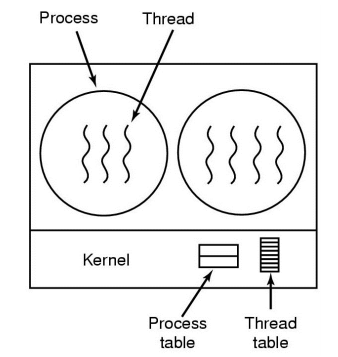 Process
Thread
Kernel
Process
table
Thread
table